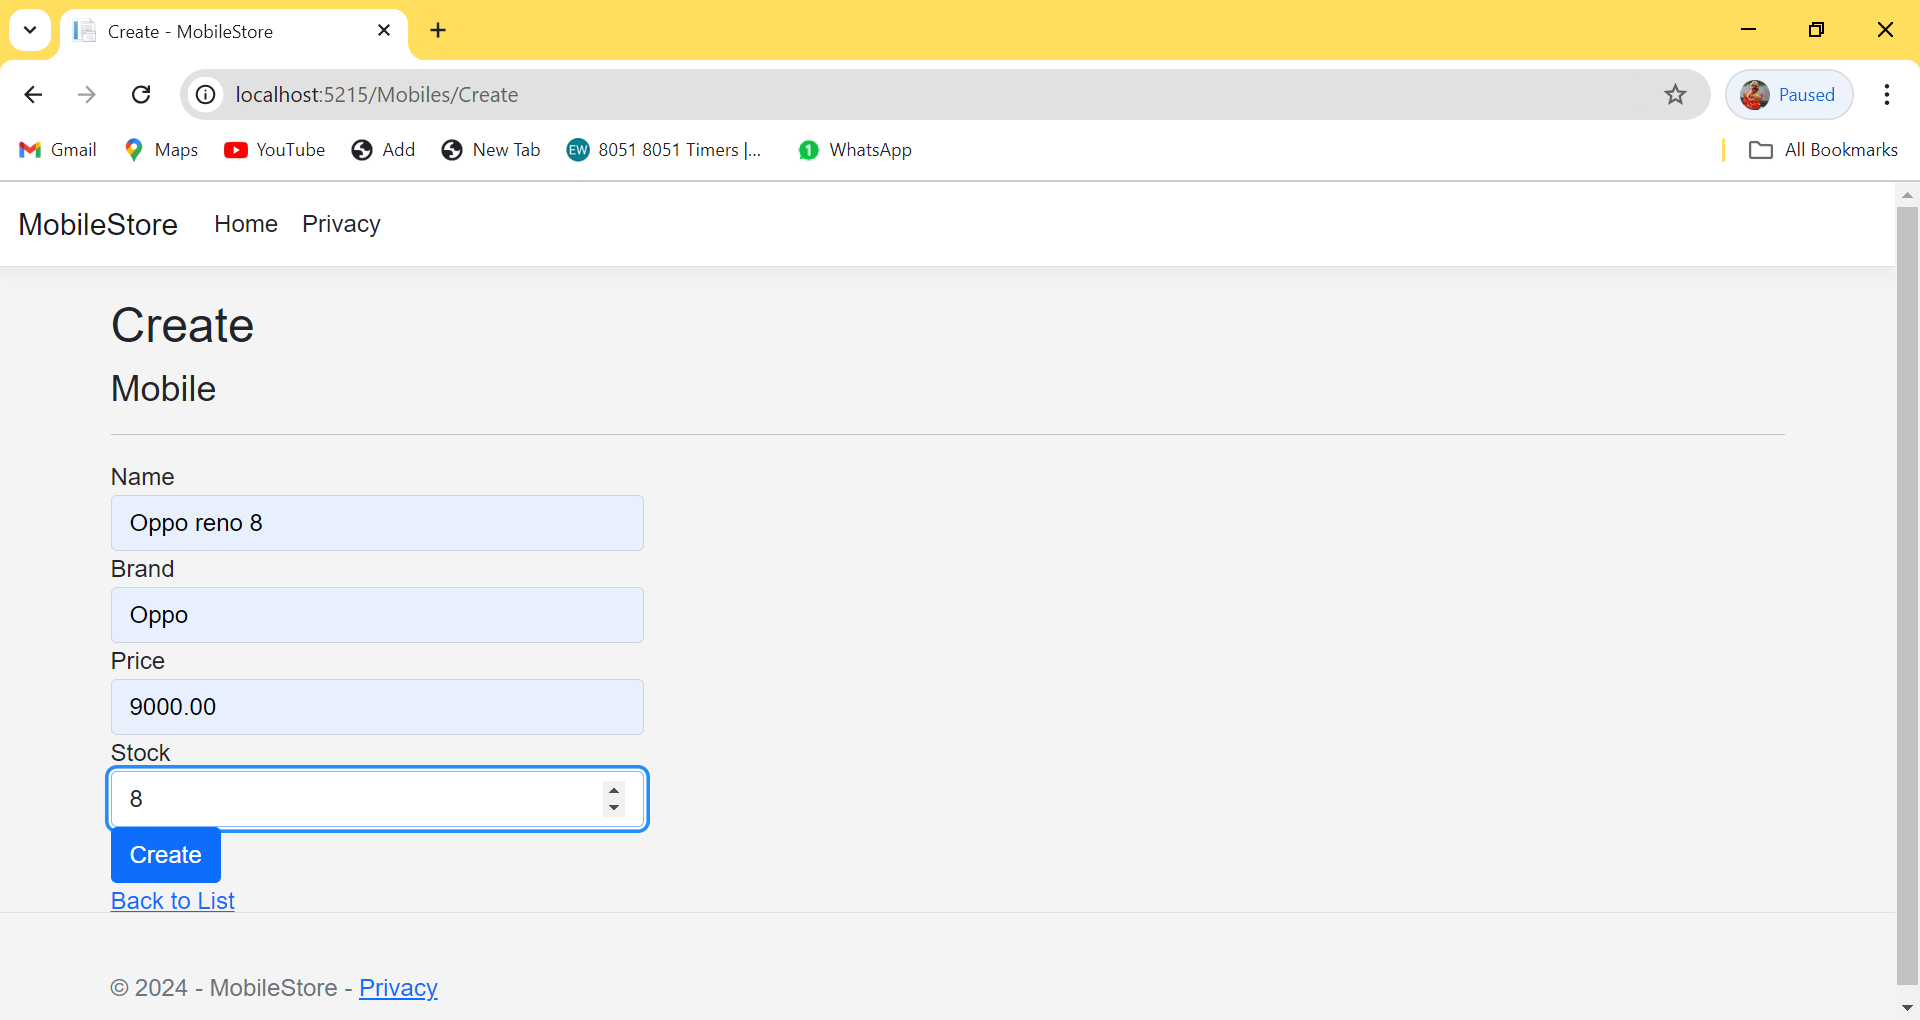 Create - MobileStore
localhost:5215/Mobiles/Create
Paused
Gmail
Maps
YouTube
Add
New Tab
EW
8051 8051 Timers |...
1
WhatsApp
All Bookmarks
MobileStore
Home
Privacy
Create
Mobile
Name
Oppo reno 8
Brand
Oppo
Price
9000.00
Stock
8
Create
Back to List
© 2024 - MobileStore - Privacy